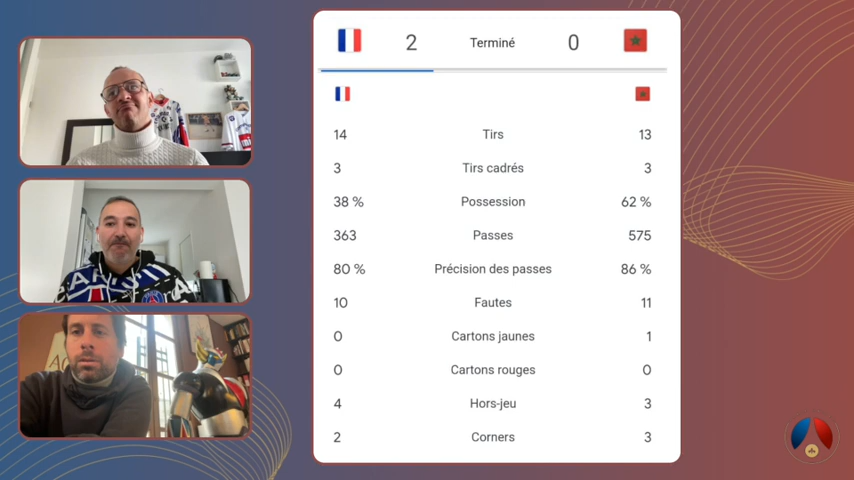 2 Terminé 0
14 Tirs 13
3 Tirs cadrés 3
38 % Possession 62 %
363 Passes 575
80 % Précision des passes 86 %
10 Fautes 11
0 Cartons jaunes 1
0 Cartons rouges 0
4 Hors-jeu 3
2 Corners 3